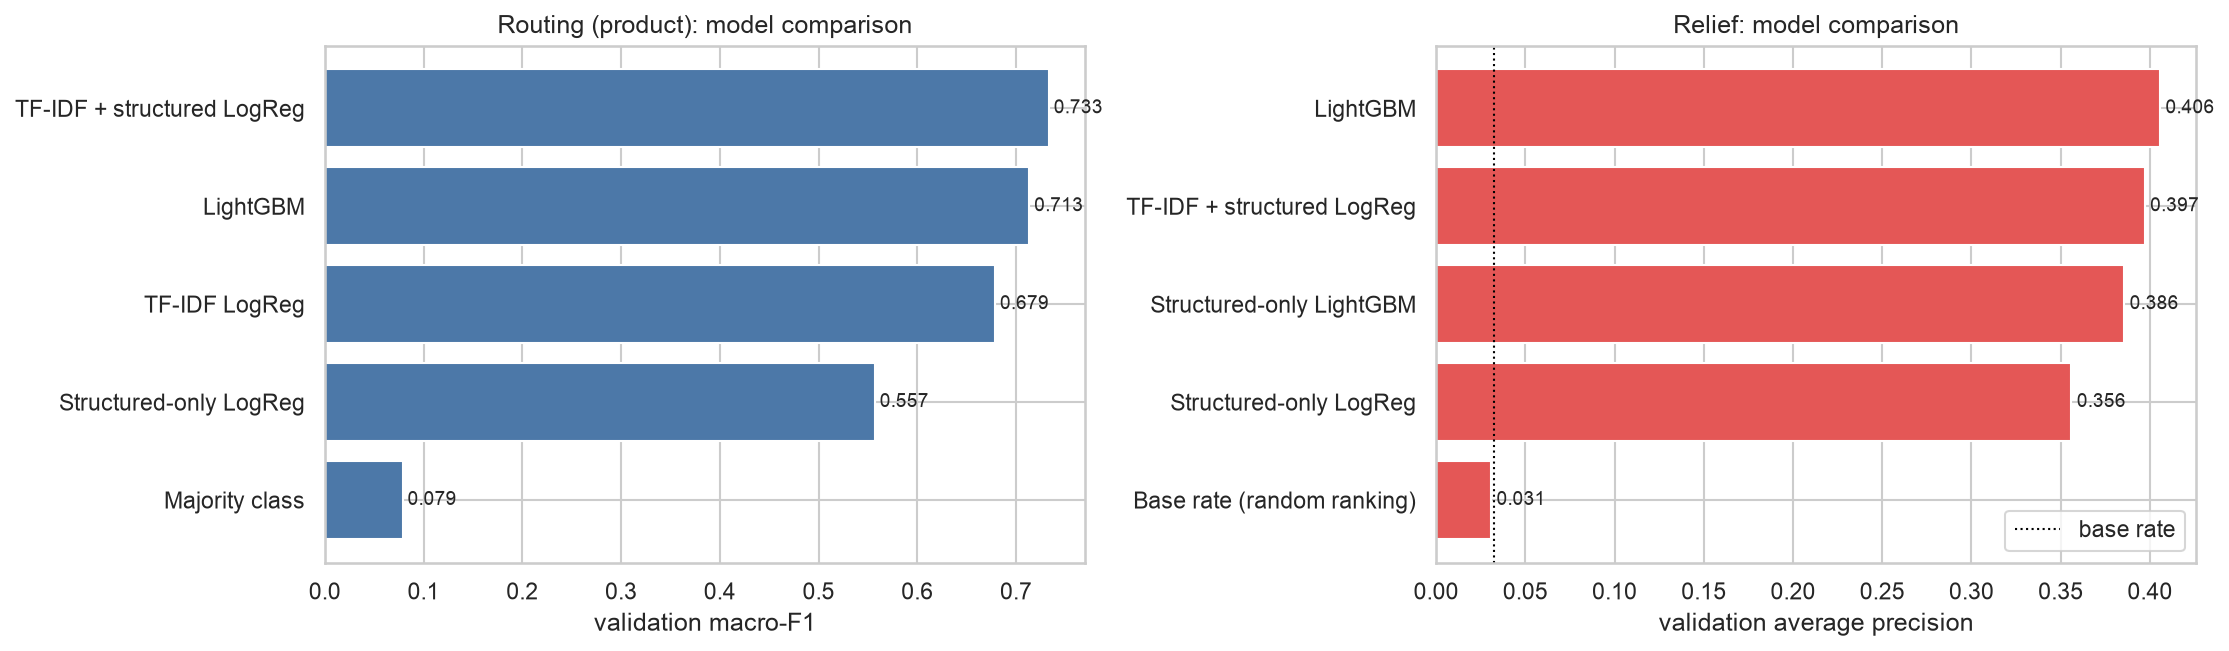 Routing (product): model comparison
TF-IDF + structured LogReg
0.733
LightGBM
0.713
TF-IDF LogReg
0.679
Structured-only LogReg
0.557
Majority class
0.079
0.0 0.1 0.2 0.3 0.4 0.5 0.6 0.7
validation macro-F1
Relief: model comparison
LightGBM
0.406
TF-IDF + structured LogReg
0.397
Structured-only LightGBM
0.386
Structured-only LogReg
0.356
Base rate (random ranking)
0.031
base rate
0.00 0.05 0.10 0.15 0.20 0.25 0.30 0.35 0.40
validation average precision